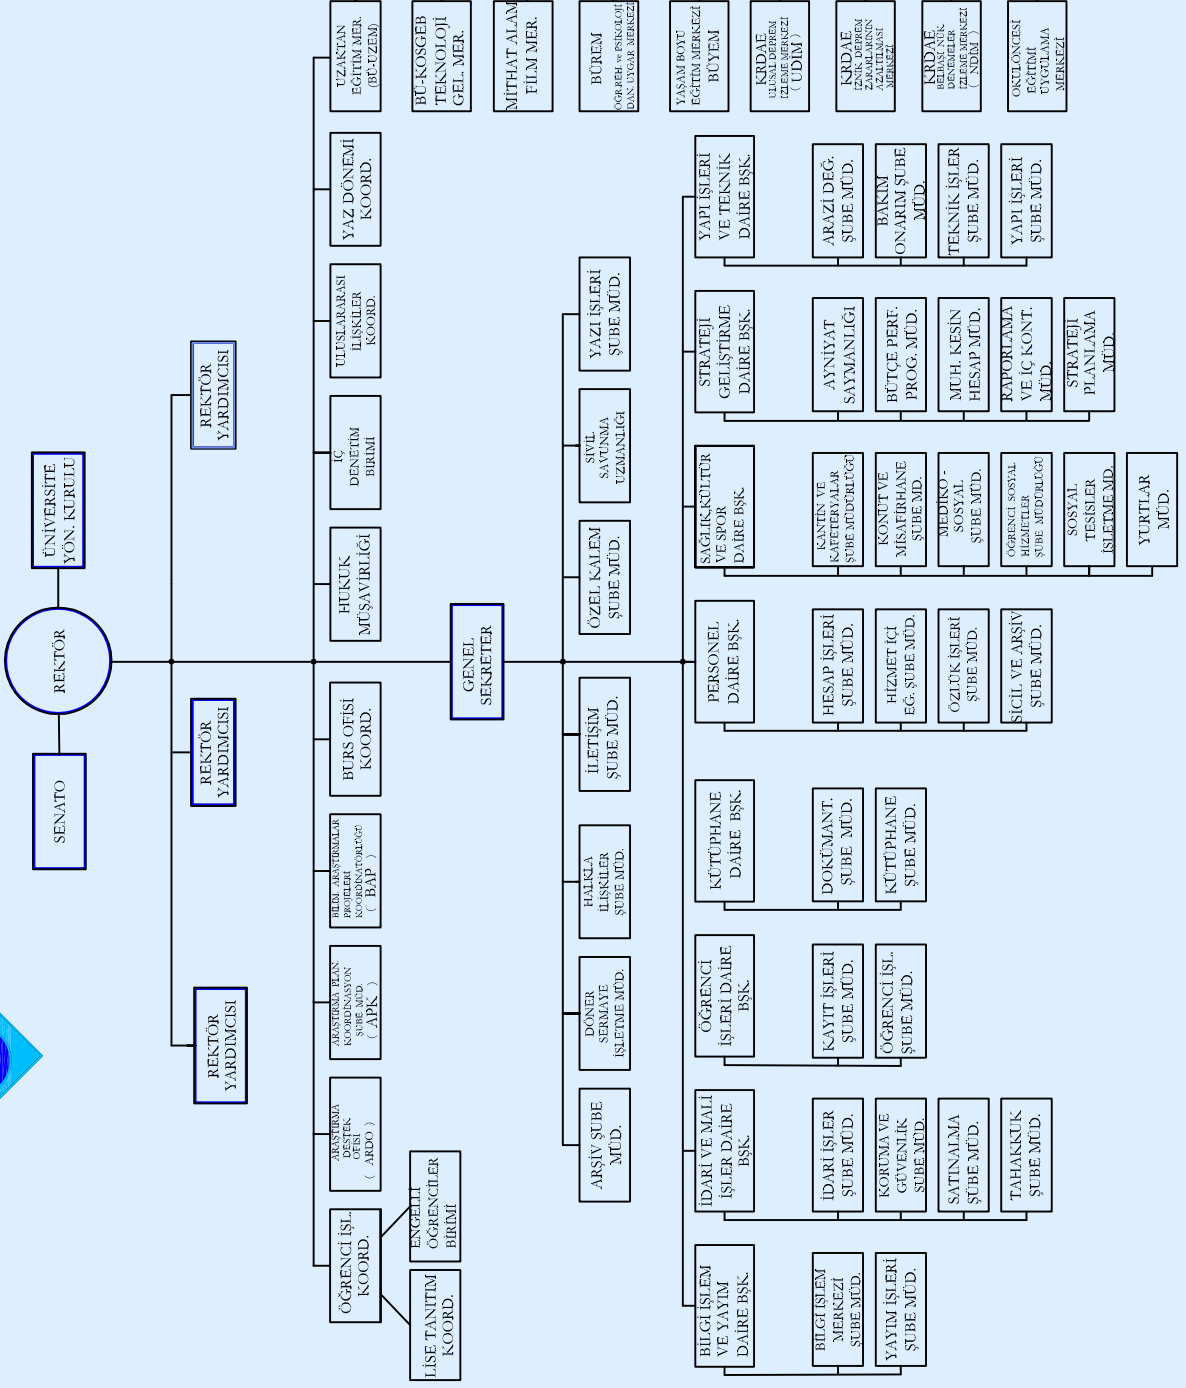 SENATO
REKTÖR
ÜNİVERSİTE
YÖN. KURULU
REKTÖR
YARDIMCISI
REKTÖR
YARDIMCISI
REKTÖR
YARDIMCISI
ÖĞRENCİ İŞL.
KOORD.
ARAŞTIRMA
DESTEK
OFİSİ
( ARDO )
ARAŞTIRMA PLAN.
KOORDİNASYON
ŞUBE MÜD.
( APK )
BİLİM. ARAŞTIRMALAR
PROJELERİ
KOORDİNATÖRLÜĞÜ
( BAP )
BURS OFİSİ
KOORD.
HUKUK
MÜŞAVİRLİĞİ
İÇ
DENETİM
BİRİMİ
ULUSLARARASI
İLİŞKİLER
KOORD.
YAZ DÖNEMİ
KOORD.
UZAKTAN
EĞİTİM MER.
(BÜ-UZEM)
LİSE TANITIM
KOORD.
ENGELLİ
ÖĞRENCİLER
BİRİMİ
BÜ-KOSGEB
TEKNOLOJİ
GEL. MER.
GENEL
SEKRETER
MİTHAT ALAM
FİLM MER.
ARŞİV ŞUBE
MÜD.
DÖNER
SERMAYE
İŞLETME MÜD.
HALKLA
İLİŞKİLER
ŞUBE MÜD.
İLETİŞİM
ŞUBE MÜD.
ÖZEL KALEM
ŞUBE MÜD.
SİVİL
SAVUNMA
UZMANLIĞI
YAZI İŞLERİ
ŞUBE MÜD.
BÜREM
ÖĞR.REH. ve PSİKOLOJİ
DAN. UYGAR MERKEZİ
YAŞAM BOYU
EĞİTİM MERKEZİ
BÜYEM
KRDAE
ULUSAL DEPREM
İZLEME MERKEZİ
( UDİM )
KRDAE
İZNİK DEPREM
ZARARLARININ
AZALTILMASI
MERKEZİ
KRDAE
BELBAŞI NÜK.
DENEMELER
İZLEME MERKEZİ
( NDİM )
OKULÖNCESİ
EĞİTİMİ
UYGULAMA
MERKEZİ
BİLGİ İŞLEM
VE YAYIM
DAİRE BŞK.
BİLGİ İŞLEM
MERKEZİ
ŞUBE MÜD.
YAYIM İŞLERİ
ŞUBE MÜD.
İDARİ VE MALİ
İŞLER DAİRE
BŞK.
İDARİ İŞLER
ŞUBE MÜD.
KORUMA VE
GÜVENLİK
ŞUBE MÜD.
SATINALMA
ŞUBE MÜD.
TAHAKKUK
ŞUBE MÜD.
ÖĞRENCİ
İŞLERİ DAİRE
BŞK.
KAYIT İŞLERİ
ŞUBE MÜD.
ÖĞRENCİ İŞL.
ŞUBE MÜD.
KÜTÜPHANE
DAİRE BŞK.
DOKÜMANT.
ŞUBE MÜD.
KÜTÜPHANE
ŞUBE MÜD.
PERSONEL
DAİRE BŞK.
HESAP İŞLERİ
ŞUBE MÜD.
HİZMET İÇİ
EĞ. ŞUBE MÜD.
ÖZLÜK İŞLERİ
ŞUBE MÜD.
SİCİL VE ARŞİV
ŞUBE MÜD.
SAĞLIK,KÜLTÜR
VE SPOR
DAİRE BŞK.
KANTİN VE
KAFETERYALAR
ŞUBE MÜDÜRLÜĞÜ
KONUT VE
MİSAFİRHANE
ŞUBE MD.
MEDİKO -
SOSYAL
ŞUBE MÜD.
ÖĞRENCİ SOSYAL
HİZMETLER
ŞUBE MÜDÜRLÜĞÜ
SOSYAL
TESİSLER
İŞLETME MD.
YURTLAR
MÜD.
STRATEJİ
GELİŞTİRME
DAİRE BŞK.
AYNİYAT
SAYMANLIĞI
BÜTÇE PERF.
PROG. MÜD.
MUH. KESİN
HESAP MÜD.
RAPORLAMA
VE İÇ KONT.
MÜD.
STRATEJİ
PLANLAMA
MÜD.
YAPI İŞLERİ
VE TEKNİK
DAİRE BŞK.
ARAZİ DEĞ.
ŞUBE MÜD.
BAKIM
ONARIM ŞUBE
MÜD.
TEKNİK İŞLER
ŞUBE MÜD.
YAPI İŞLERİ
ŞUBE MÜD.